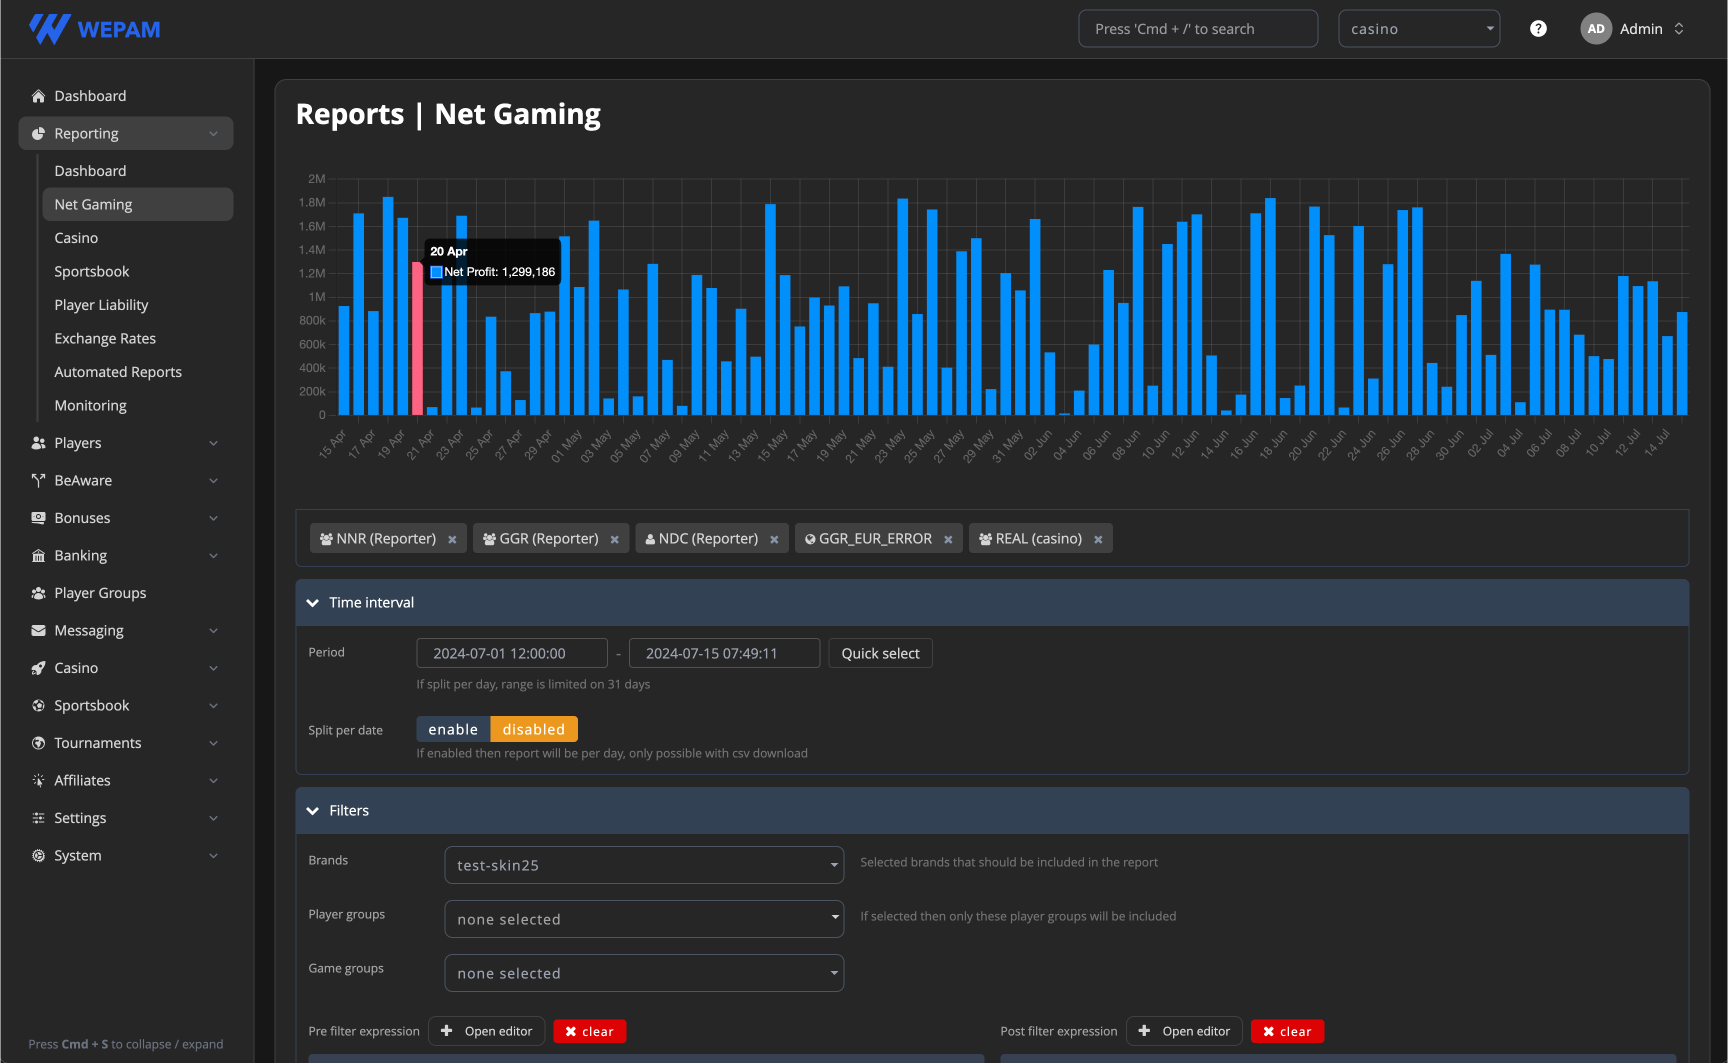 WEPAM
Press 'Cmd + /' to search
casino
?
AD
Admin
Dashboard
Reporting
Dashboard
Net Gaming
Casino
Sportsbook
Player Liability
Exchange Rates
Automated Reports
Monitoring
Players
BeAware
Bonuses
Banking
Player Groups
Messaging
Casino
Sportsbook
Tournaments
Affiliates
Settings
System
Press Cmd + S to collapse / expand
Reports | Net Gaming
2M
1.8M
1.6M
1.4M
1.2M
1M
800k
600k
400k
200k
0
20 Apr
Net Profit: 1,299,186
15 Apr
17 Apr
19 Apr
21 Apr
23 Apr
25 Apr
27 Apr
29 Apr
01 May
03 May
05 May
07 May
09 May
11 May
13 May
15 May
17 May
19 May
21 May
23 May
25 May
27 May
29 May
31 May
02 Jun
04 Jun
06 Jun
08 Jun
10 Jun
12 Jun
14 Jun
16 Jun
18 Jun
20 Jun
22 Jun
24 Jun
26 Jun
28 Jun
30 Jun
02 Jul
04 Jul
06 Jul
08 Jul
10 Jul
12 Jul
14 Jul
NNR (Reporter) ×
GGR (Reporter) ×
NDC (Reporter) ×
GGR_EUR_ERROR ×
REAL (casino) ×
Time interval
Period
2024-07-01 12:00:00 - 2024-07-15 07:49:11
Quick select
If split per day, range is limited on 31 days
Split per date
enable disabled
If enabled then report will be per day, only possible with csv download
Filters
Brands
test-skin25
Selected brands that should be included in the report
Player groups
none selected
If selected then only these player groups will be included
Game groups
none selected
Pre filter expression
+ Open editor
× clear
Post filter expression
+ Open editor
× clear